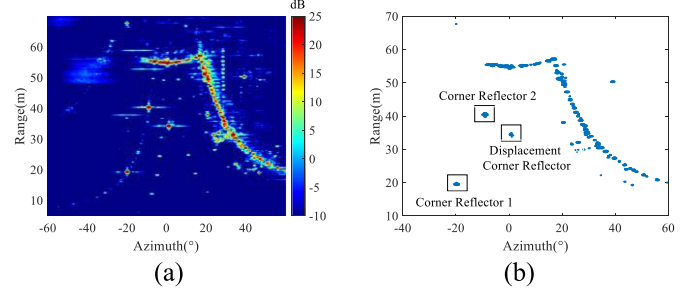 dB
25
20
15
10
5
0
-5
-10
70
60
50
40
30
20
10
Range(m)
-60 -40 -20 0 20 40
Azimuth(°)
(a)
70
60
50
40
30
20
10
Range(m)
Corner Reflector 2
Displacement
Corner Reflector
Corner Reflector 1
-40 -20 0 20 40 60
Azimuth(°)
(b)